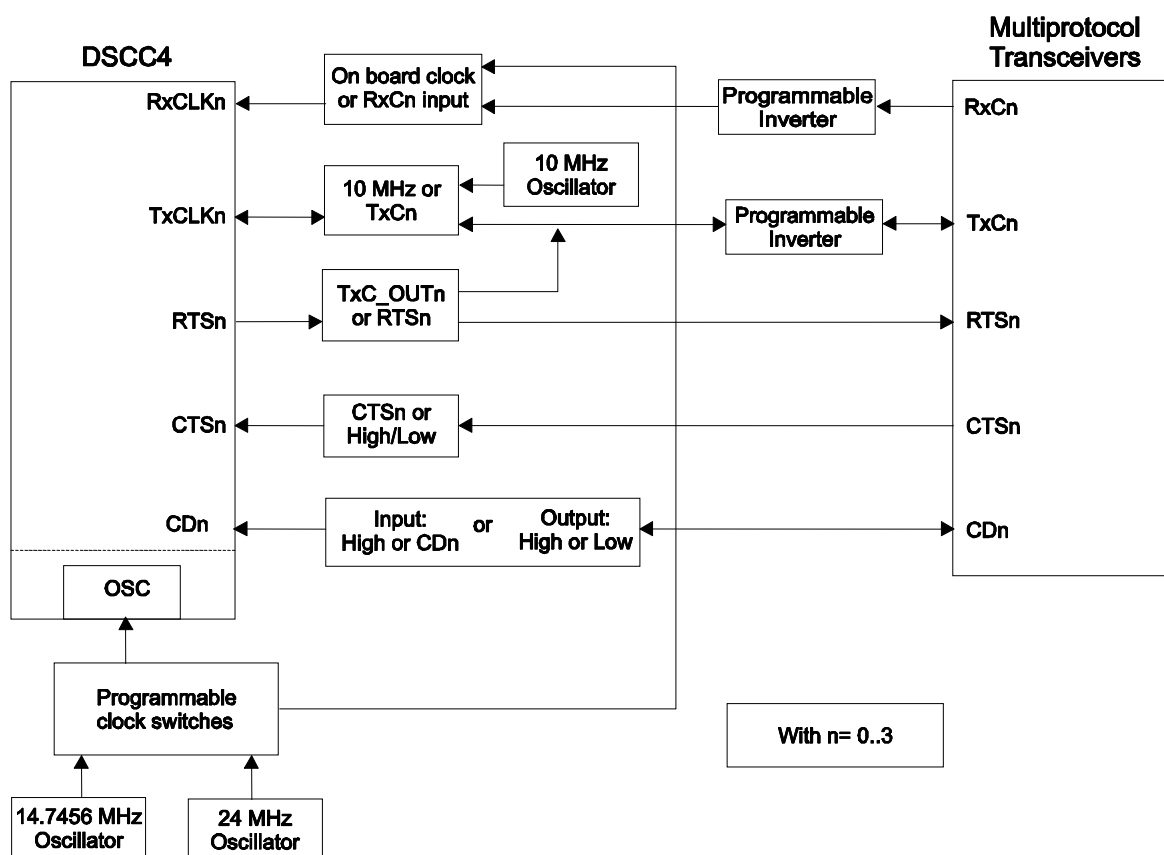 DSCC4
Multiprotocol
Transceivers
RxCLKn
On board clock
or RxCn input
Programmable
Inverter
RxCn
10 MHz
Oscillator
TxCLKn
10 MHz or
TxCn
Programmable
Inverter
TxCn
RTSn
TxC_OUTn
or RTSn
RTSn
CTSn
CTSn or
High/Low
CTSn
CDn
Input:
High or CDn
or
Output:
High or Low
CDn
OSC
Programmable
clock switches
With n= 0..3
14.7456 MHz
Oscillator
24 MHz
Oscillator